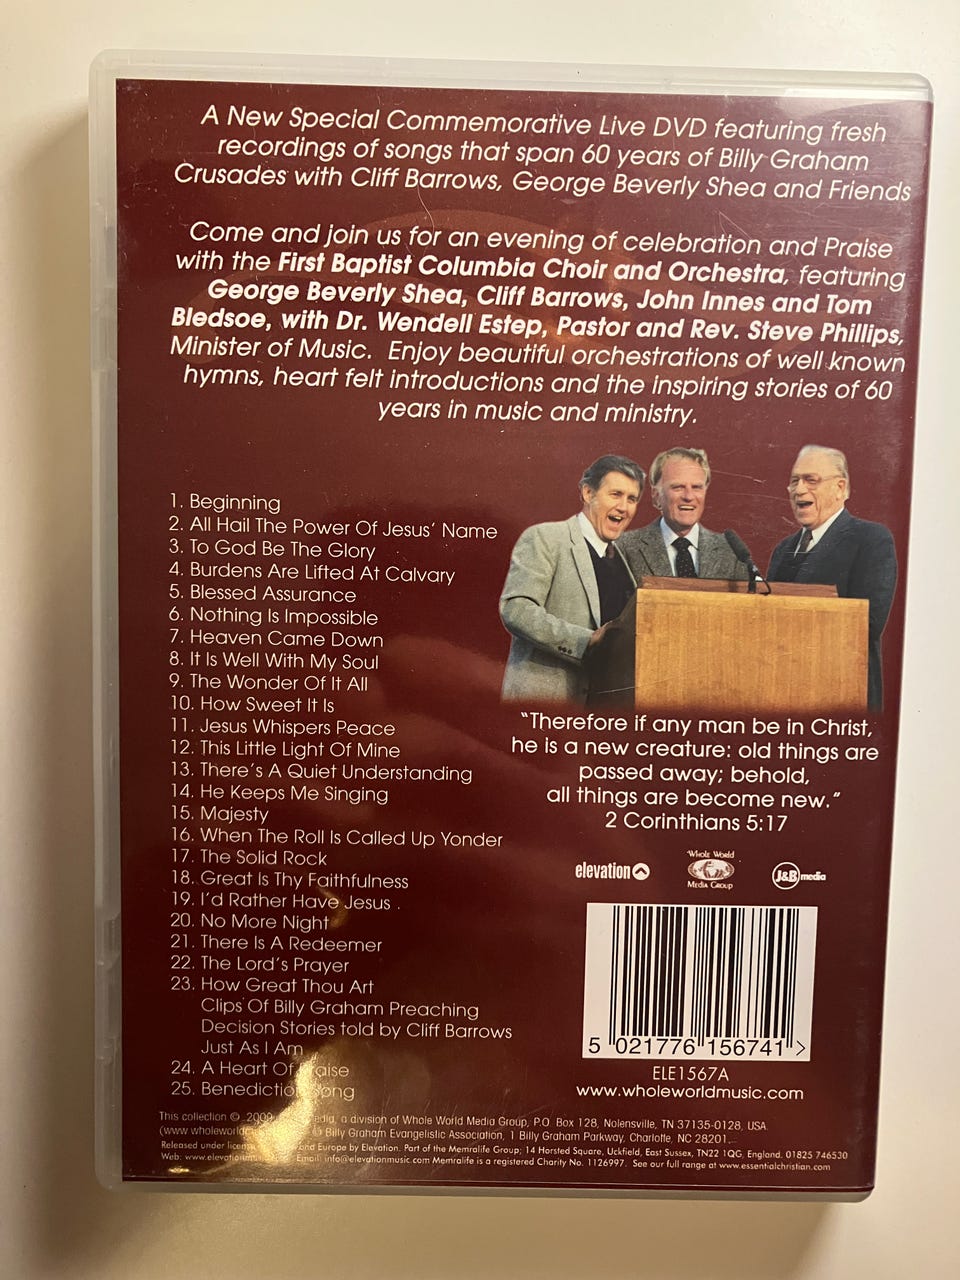 A New Special Commemorative Live DVD featuring fresh
recordings of songs that span 60 years of Billy Graham
Crusades with Cliff Barrows, George Beverly Shea and Friends
Come and join us for an evening of celebration and Praise
with the First Baptist Columbia Choir and Orchestra, featuring
George Beverly Shea, Cliff Barrows, John Innes and Tom
Bledsoe, with Dr. Wendell Estep, Pastor and Rev. Steve Phillips,
Minister of Music. Enjoy beautiful orchestrations of well known
hymns, heart felt introductions and the inspiring stories of 60
years in music and ministry.
1. Beginning
2. All Hail The Power Of Jesus' Name
3. To God Be The Glory
4. Burdens Are Lifted At Calvary
5. Blessed Assurance
6. Nothing Is Impossible
7. Heaven Came Down
8. It Is Well With My Soul
9. The Wonder Of It All
10. How Sweet It Is
11. Jesus Whispers Peace
12. This Little Light Of Mine
13. There's A Quiet Understanding
14. He Keeps Me Singing
15. Majesty
16. When The Roll Is Called Up Yonder
17. The Solid Rock
18. Great Is Thy Faithfulness
19. I'd Rather Have Jesus .
20. No More Night
21. There Is A Redeemer
22. The Lord's Prayer
23. How Great Thou Art
Clips Of Billy Graham Preaching
Decision Stories told by Cliff Barrows
Just As I Am
24. A Heart Of Praise
25. Benediction Song
"Therefore if any man be in Christ,
he is a new creature: old things are
passed away; behold,
all things are become new."
2 Corinthians 5:17
elevation
Whole World
Media Group
J&B media
5 021776 156741 >
ELE1567A
www.wholeworldmusic.com
This collection © 2009 a division of Whole World Media Group, P.O. Box 128, Nolensville, TN 37135-0128, USA
© Billy Graham Evangelistic Association, 1 Billy Graham Parkway, Charlotte, NC 28201.
Released under and Europe by Elevation. Part of the Memralife Group; 14 Horsted Square, Uckfield, East Sussex, TN22 1QG, England. 01825 746530
Web: Email: info@elevationmusic.com Memralife is a registered Charity No. 1126997. See our full range at www.essentialchristian.com